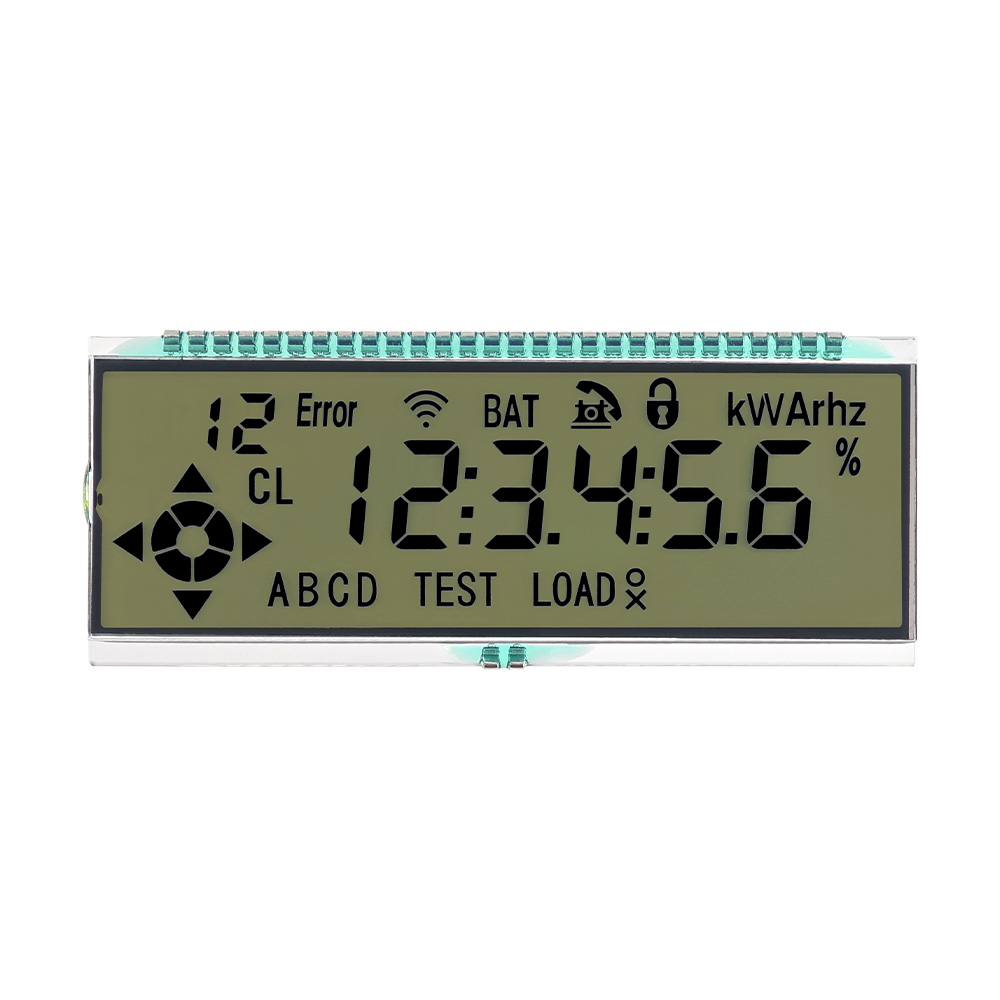 12 Error BAT kWArhz
CL 12:3.4:5.6 %
ABCD TEST LOAD